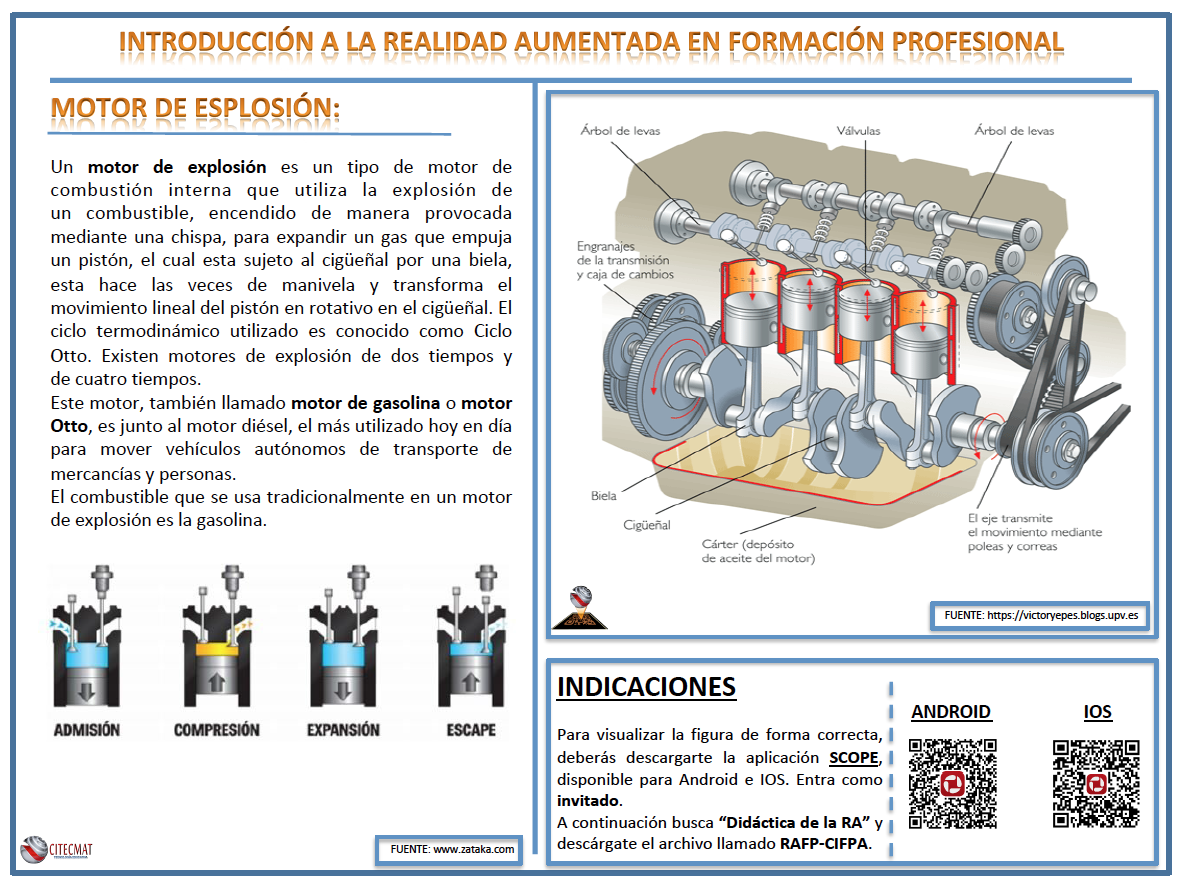 INTRODUCCIÓN A LA REALIDAD AUMENTADA EN FORMACIÓN PROFESIONAL
MOTOR DE ESPLOSIÓN:
Un motor de explosión es un tipo de motor de
combustión interna que utiliza la explosión de
un combustible, encendido de manera provocada
mediante una chispa, para expandir un gas que empuja
un pistón, el cual esta sujeto al cigüeñal por una biela,
esta hace las veces de manivela y transforma el
movimiento lineal del pistón en rotativo en el cigüeñal. El
ciclo termodinámico utilizado es conocido como Ciclo
Otto. Existen motores de explosión de dos tiempos y
de cuatro tiempos.
Este motor, también llamado motor de gasolina o motor
Otto, es junto al motor diésel, el más utilizado hoy en día
para mover vehículos autónomos de transporte de
mercancías y personas.
El combustible que se usa tradicionalmente en un motor
de explosión es la gasolina.
ADMISIÓN
COMPRESIÓN
EXPANSIÓN
ESCAPE
CITECMAT
FUENTE: www.zataka.com
Árbol de levas
Válvulas
Árbol de levas
Engranajes
de la transmisión
y caja de cambios
Biela
Cigüeñal
Cárter (depósito
de aceite del motor)
El eje transmite
el movimiento mediante
poleas y correas
FUENTE: https://victoryepes.blogs.upv.es
INDICACIONES
Para visualizar la figura de forma correcta,
deberás descargarte la aplicación SCOPE,
disponible para Android e IOS. Entra como
invitado.
A continuación busca “Didáctica de la RA” y
descárgate el archivo llamado RAFP-CIFPA.
ANDROID
IOS